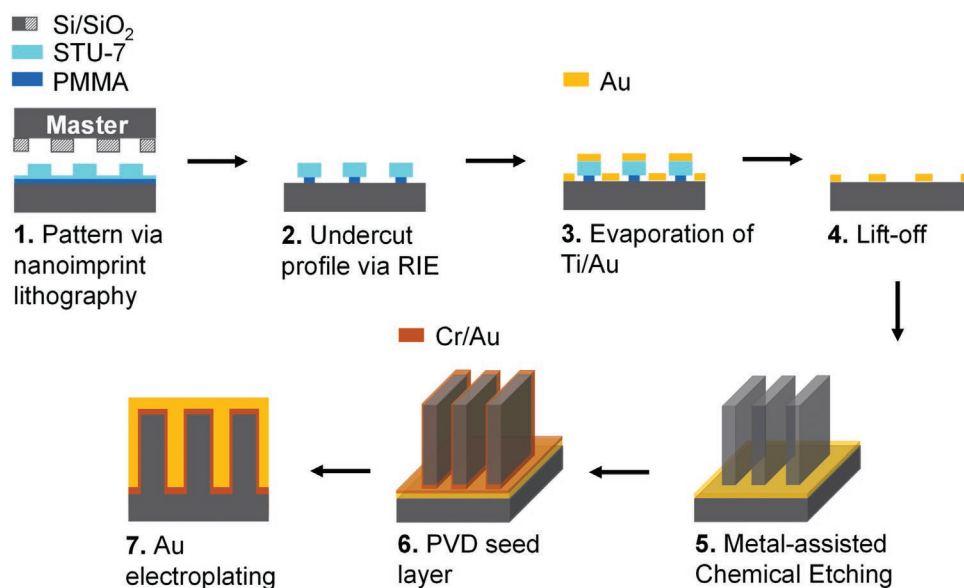 Si/SiO₂
STU-7
PMMA
Au
Master
1. Pattern via
nanoimprint
lithography
2. Undercut
profile via RIE
3. Evaporation of
Ti/Au
4. Lift-off
Cr/Au
7. Au
electroplating
6. PVD seed
layer
5. Metal-assisted
Chemical Etching